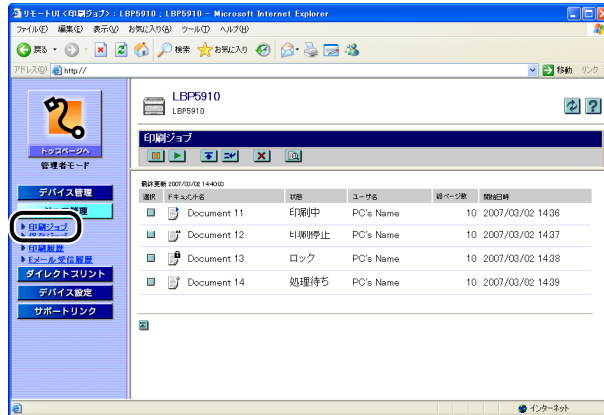 リモートUI <印刷ジョブ> : LBP5910 ; LBP5910 - Microsoft Internet Explorer
ファイル(F) 編集(E) 表示(V) お気に入り(A) ツール(T) ヘルプ(H)
戻る 検索 お気に入り
アドレス(D) http:// 移動 リンク
LBP5910
LBP5910
トップページへ
管理者モード
印刷ジョブ
最終更新 2007/03/02 14:40:00
選択 ドキュメント名 状態 ユーザ名 総ページ数 開始日時
Document 11 印刷中 PC's Name 10 2007/03/02 14:36
Document 12 印刷停止 PC's Name 10 2007/03/02 14:37
Document 13 ロック PC's Name 10 2007/03/02 14:38
Document 14 処理待ち PC's Name 10 2007/03/02 14:39
デバイス管理
ジョブ管理
印刷ジョブ
保存ジョブ
印刷履歴
Eメール受信履歴
ダイレクトプリント
デバイス設定
サポートリンク
インターネット